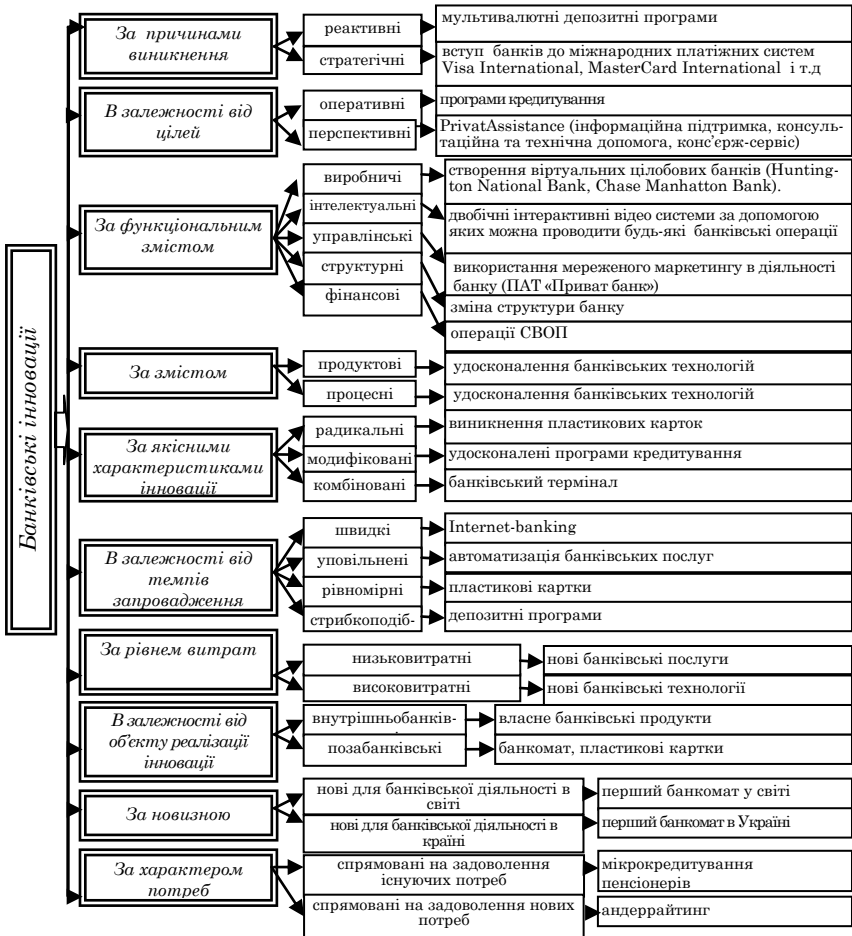 Банківські інновації
За причинами
виникнення
реактивні
мультивалютні депозитні програми
стратегічні
вступ банків до міжнародних платіжних систем
Visa International, MasterCard International і т.д
В залежності від
цілей
оперативні
програми кредитування
перспективні
PrivatAssistance (інформаційна підтримка, консуль-
таційна та технічна допомога, конс’єрж-сервіс)
За функціональним
змістом
виробничі
створення віртуальних цілобових банків (Hunting-
ton National Bank, Chase Manhatton Bank).
інтелектуальні
двобічні інтерактивні відео системи за допомогою
яких можна проводити будь-які банківські операції
управлінські
використання мереженого маркетингу в діяльності
банку (ПАТ «Приват банк»)
структурні
зміна структури банку
фінансові
операції СВОП
За змістом
продуктові
удосконалення банківських технологій
процесні
удосконалення банківських технологій
За якісними
характеристиками
інновації
радикальні
виникнення пластикових карток
модифіковані
удосконалені програми кредитування
комбіновані
банківський термінал
В залежності від
темпів
запровадження
швидкі
Internet-banking
уповільнені
автоматизація банківських послуг
рівномірні
пластикові картки
стрибкоподіб-
депозитні програми
За рівнем витрат
низьковитратні
нові банківські послуги
високовитратні
нові банківські технології
В залежності від
об'єкту реалізації
інновації
внутрішньобанків-
власне банківські продукти
позабанківські
банкомат, пластикові картки
За новизною
нові для банківської діяльності в
світі
перший банкомат у світі
нові для банківської діяльності в
країні
перший банкомат в Україні
За характером
потреб
спрямовані на задоволення
існуючих потреб
мікрокредитування
пенсіонерів
спрямовані на задоволення нових
потреб
андеррайтинг